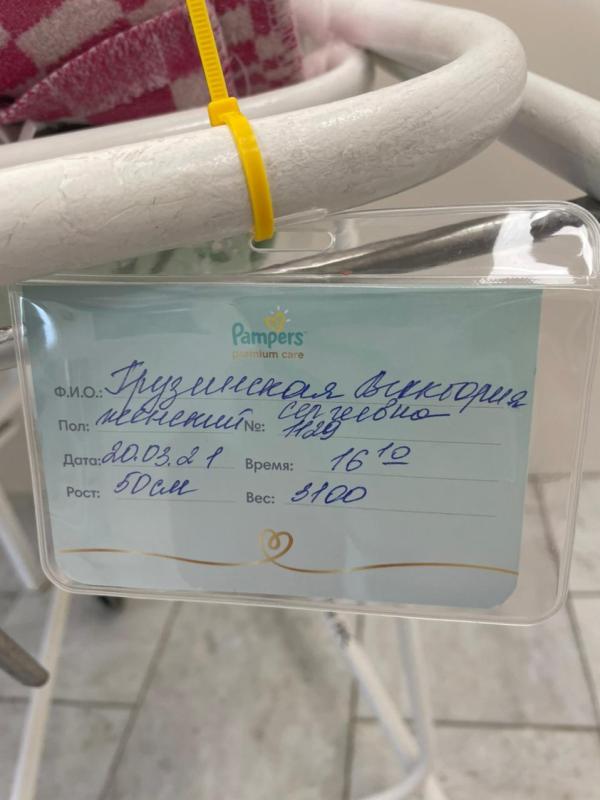 Pampers
premium care
Ф.И.О.: Грузинская Виктория
Сергеевна
Пол: женский №: 1129
Дата: 20.03.21 Время: 16 10
Рост: 50см Вес: 3100